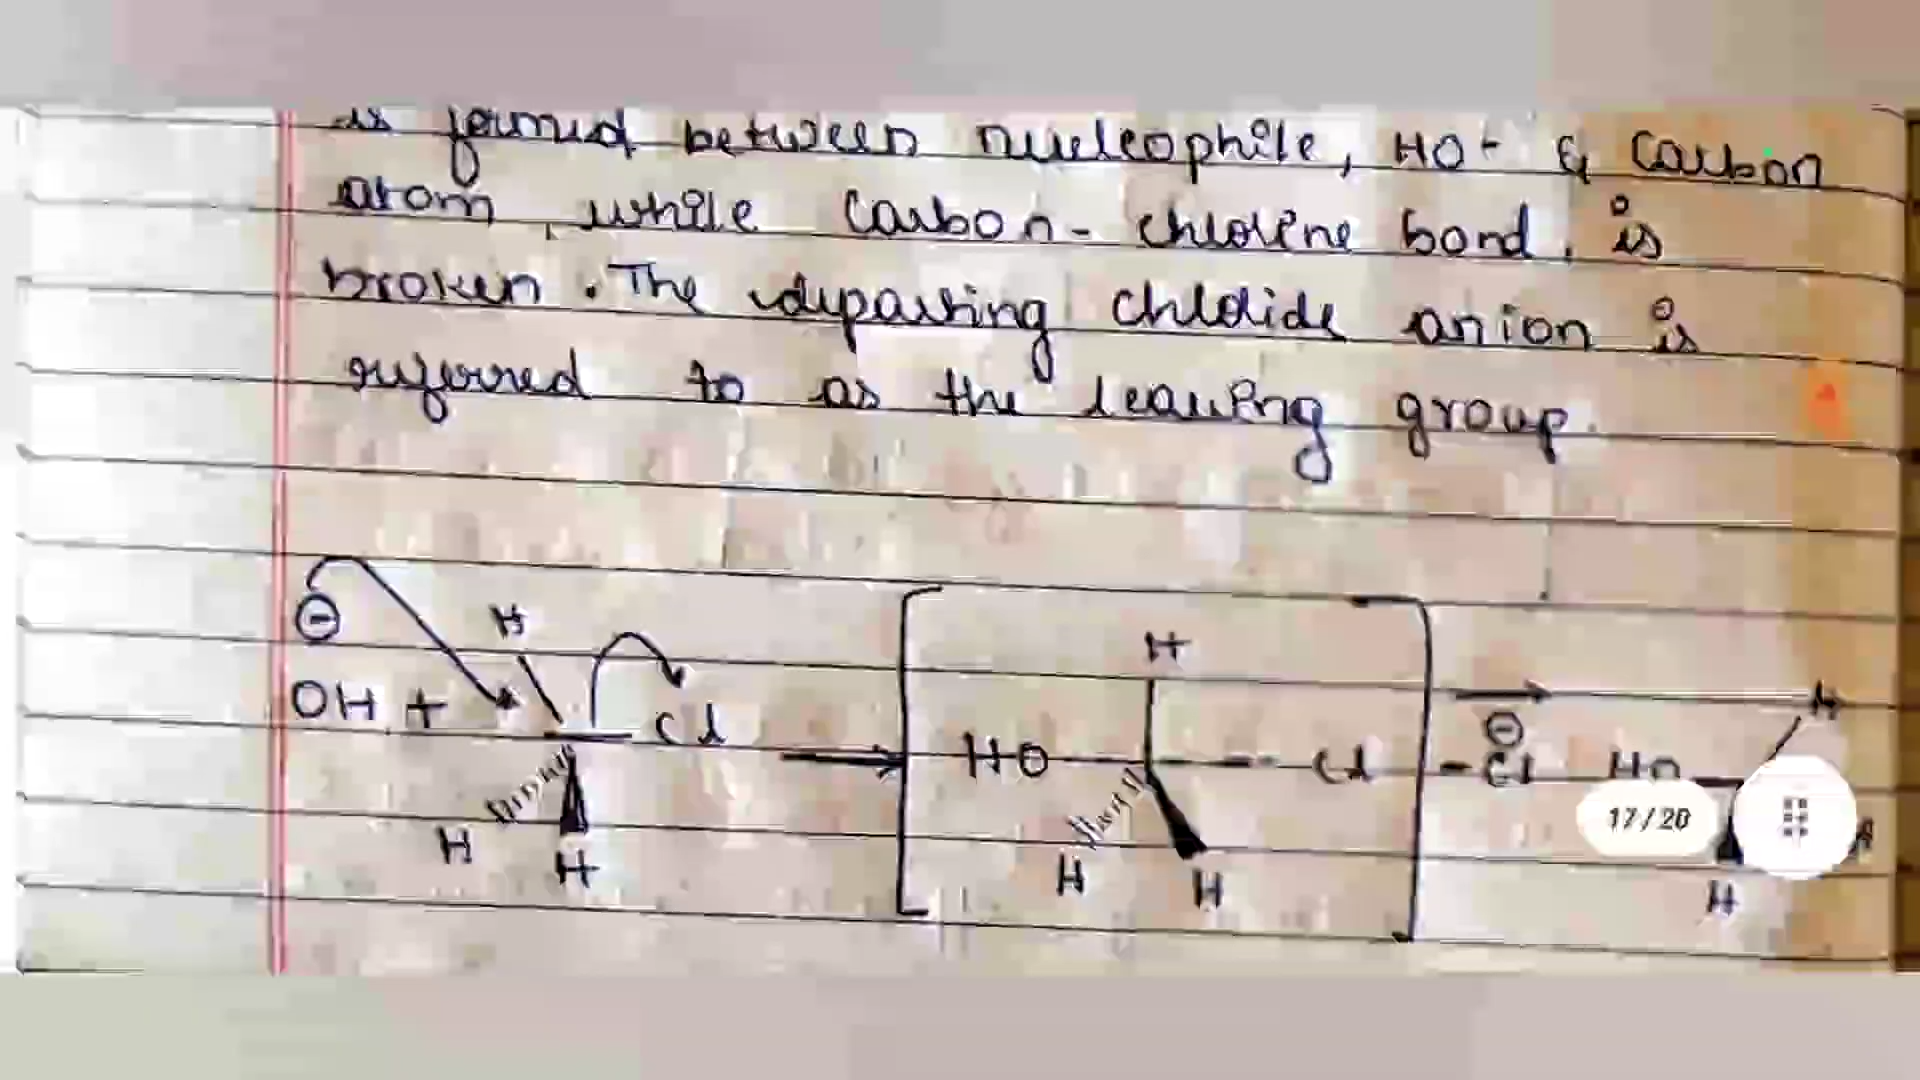 is formed between nucleophile, HO- & Carbon
atom, while Carbon- chlorine bond, is
broken. The departing chloride anion is
referred to as the leaving group.
⊖
OH + H Cl
H H
HO H Cl
H H
⊖
-Cl HO H
H
17/20